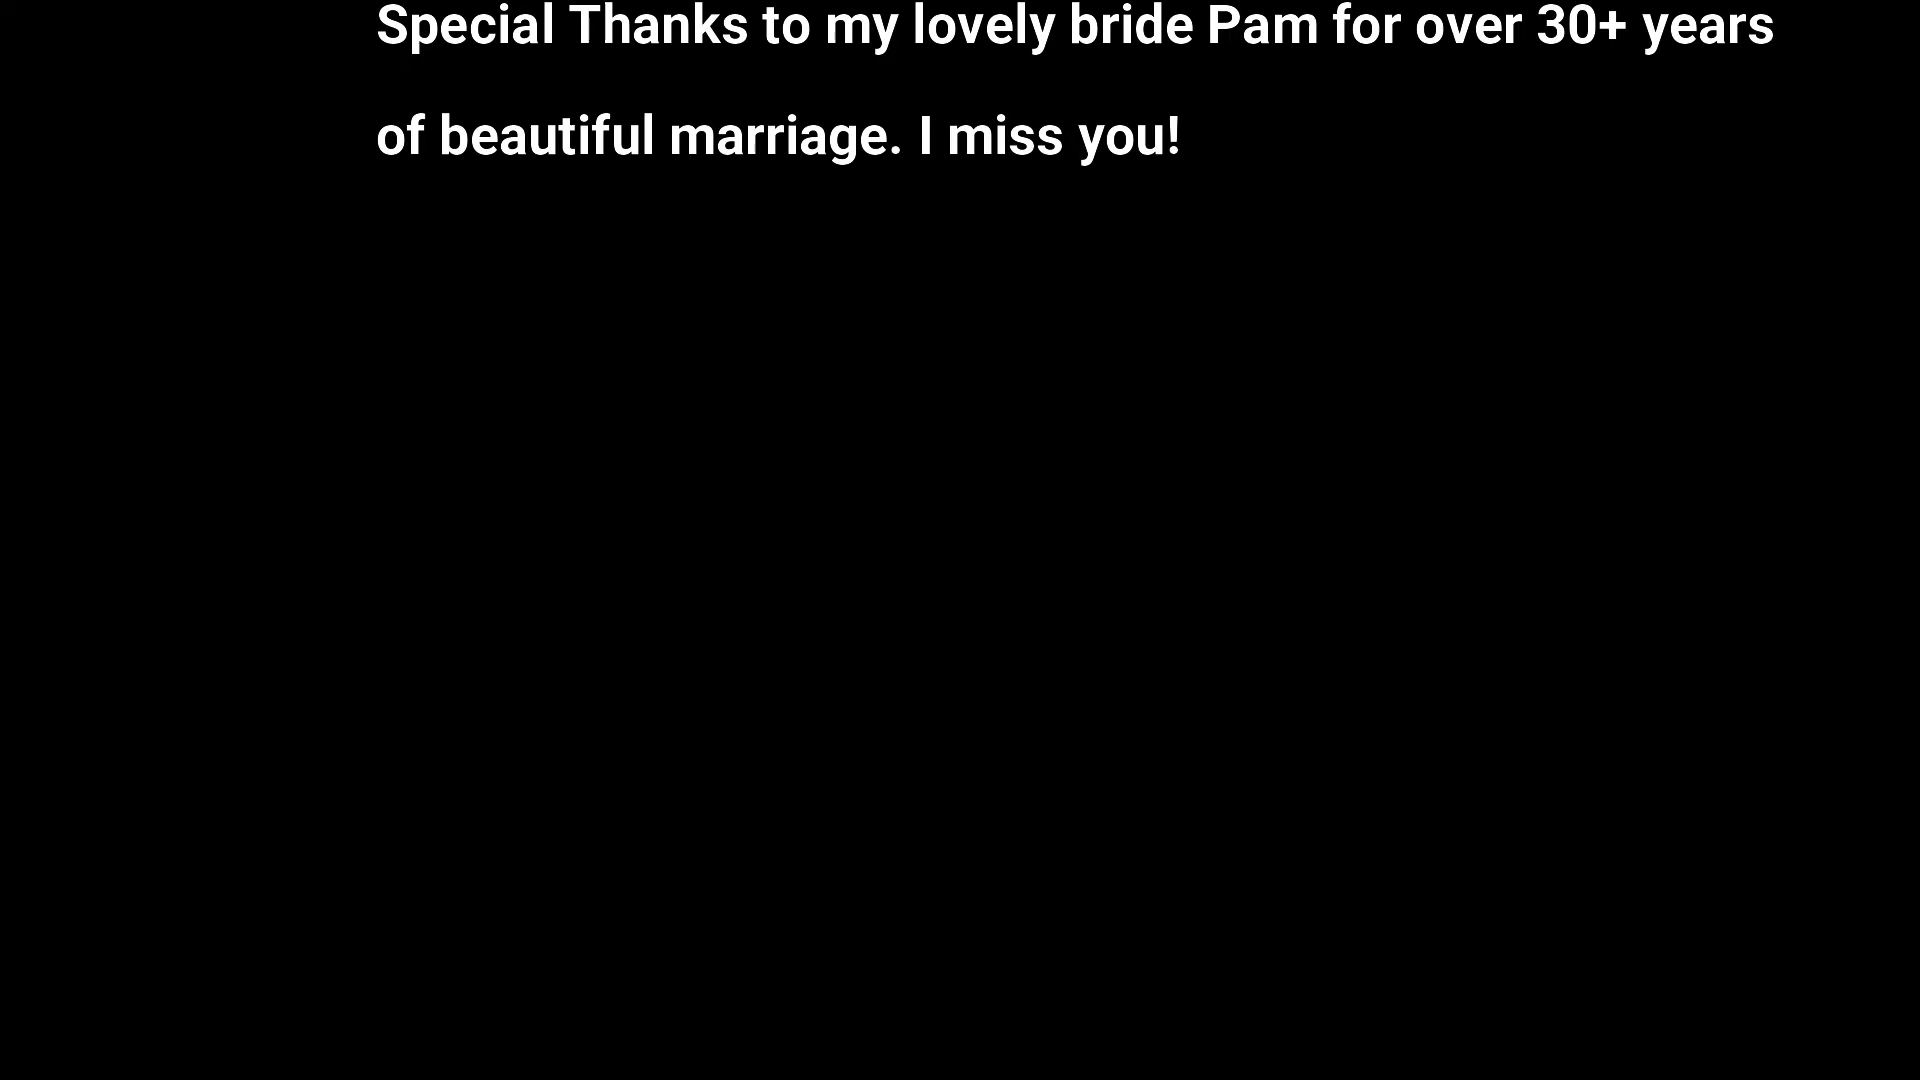 Special Thanks to my lovely bride Pam for over 30+ years
of beautiful marriage. I miss you!